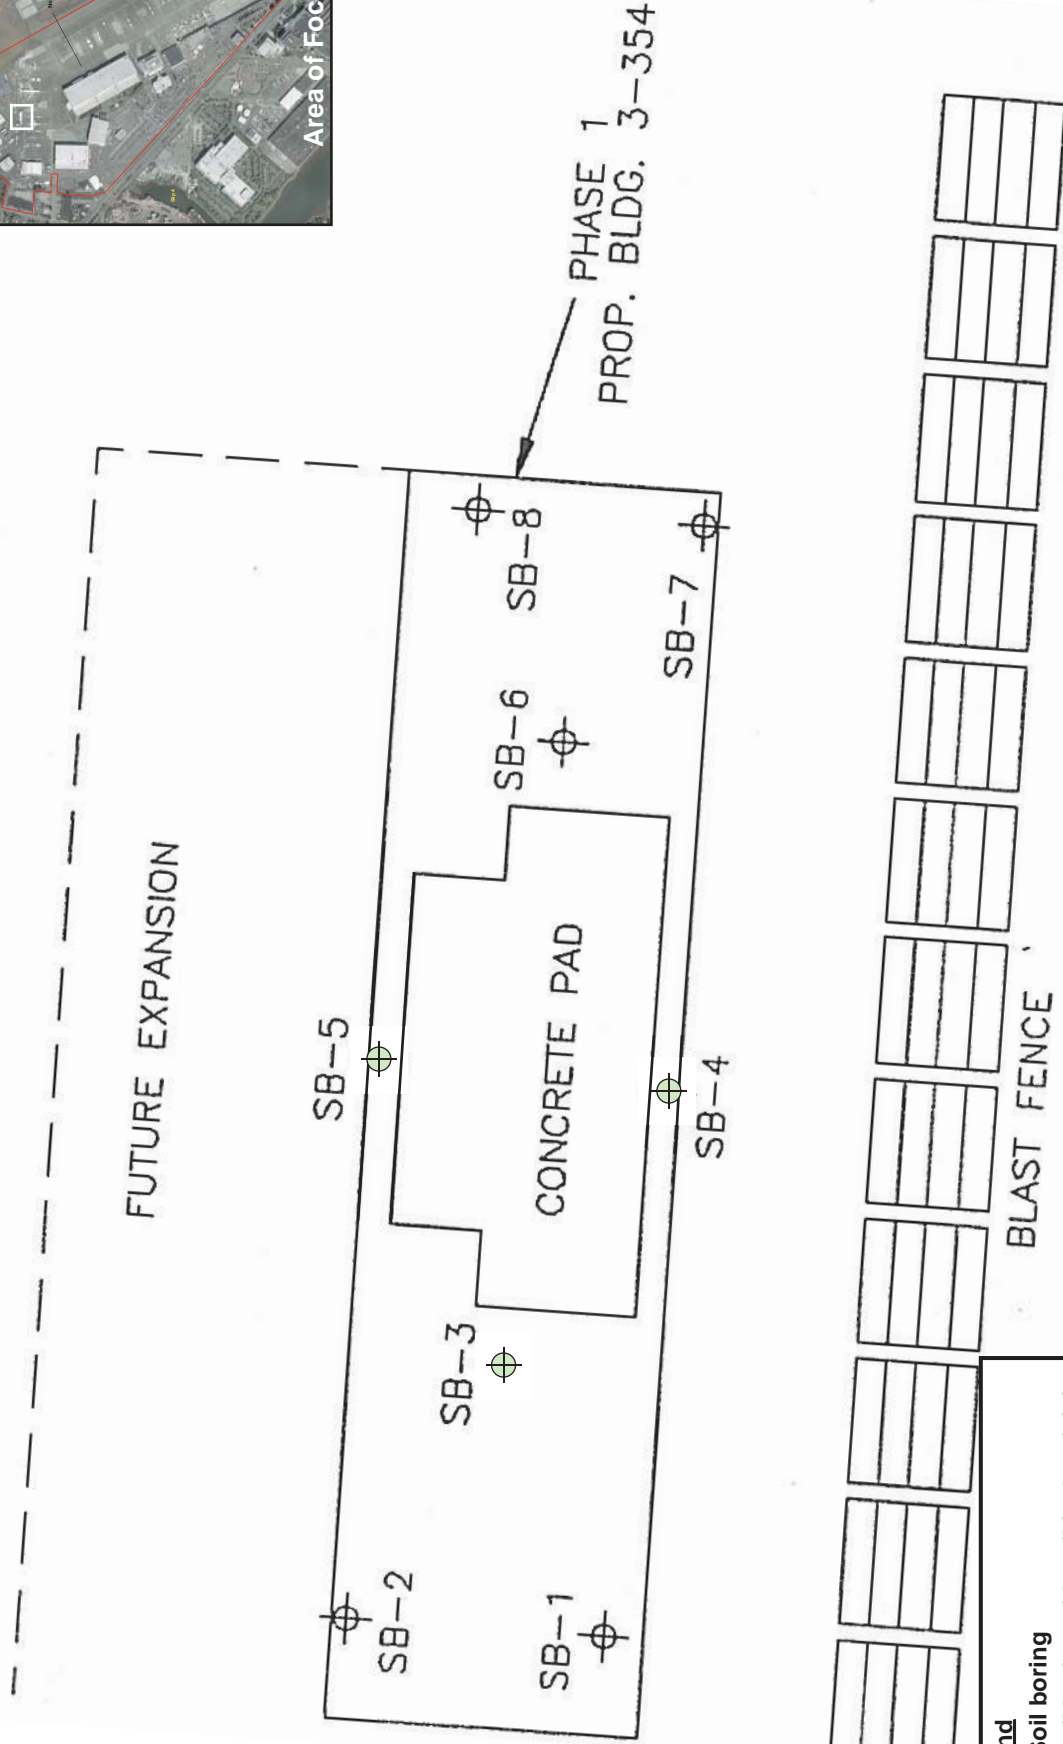 Area of Foc
PHASE 1
PROP. BLDG. 3-354
FUTURE EXPANSION
SB-8
SB-7
SB-6
SB-5
CONCRETE PAD
SB-4
SB-3
SB-2
SB-1
BLAST FENCE
nd
Soil boring